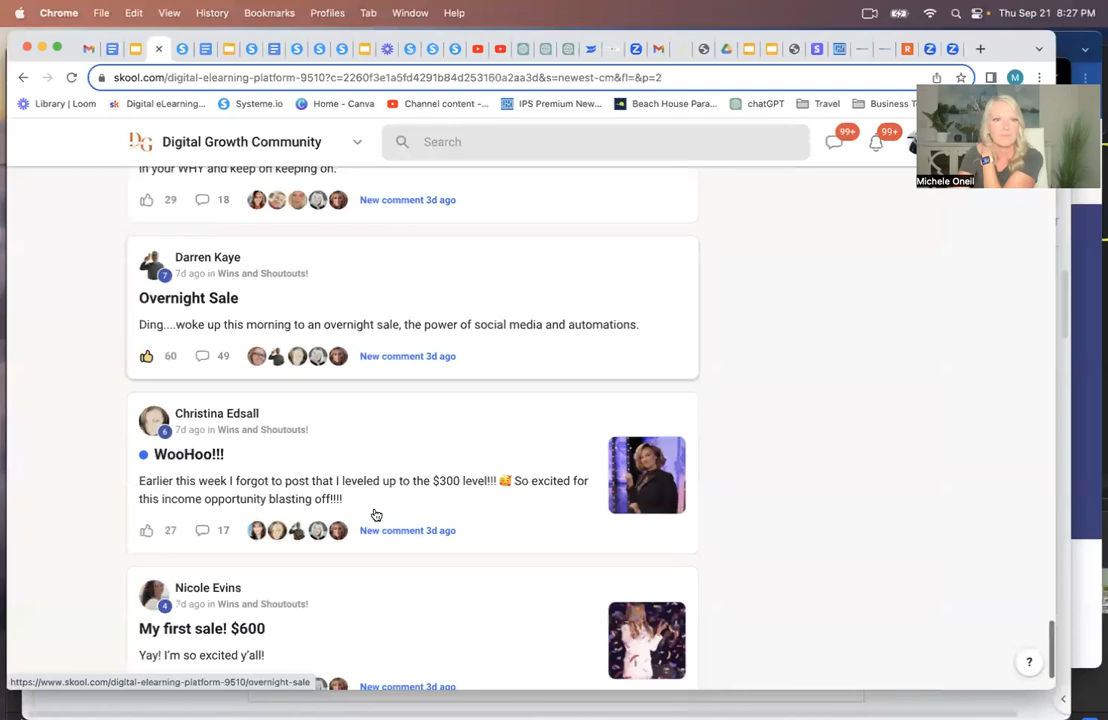 Chrome File Edit View History Bookmarks Profiles Tab Window Help Thu Sep 21 8:27 PM
skool.com/digital-elearning-platform-9510?c=2260f3e1a5fd4291b84d253160a2aa3d&s=newest-cm&fl=&p=2
Library | Loom Digital eLearning... Systeme.io Home - Canva Channel content -... IPS Premium New... Beach House Para... chatGPT Travel Business T
Digital Growth Community Search 99+ 99+
in your WHY and keep on keeping on.
Michele Oneil
29 18 New comment 3d ago
Darren Kaye
7 7d ago in Wins and Shoutouts!
Overnight Sale
Ding....woke up this morning to an overnight sale, the power of social media and automations.
60 49 New comment 3d ago
Christina Edsall
6 7d ago in Wins and Shoutouts!
WooHoo!!!
Earlier this week I forgot to post that I leveled up to the $300 level!!! 🥰 So excited for
this income opportunity blasting off!!!!
27 17 New comment 3d ago
Nicole Evins
4 7d ago in Wins and Shoutouts!
My first sale! $600
Yay! I'm so excited y'all!
New comment 3d ago
https://www.skool.com/digital-elearning-platform-9510/overnight-sale
?